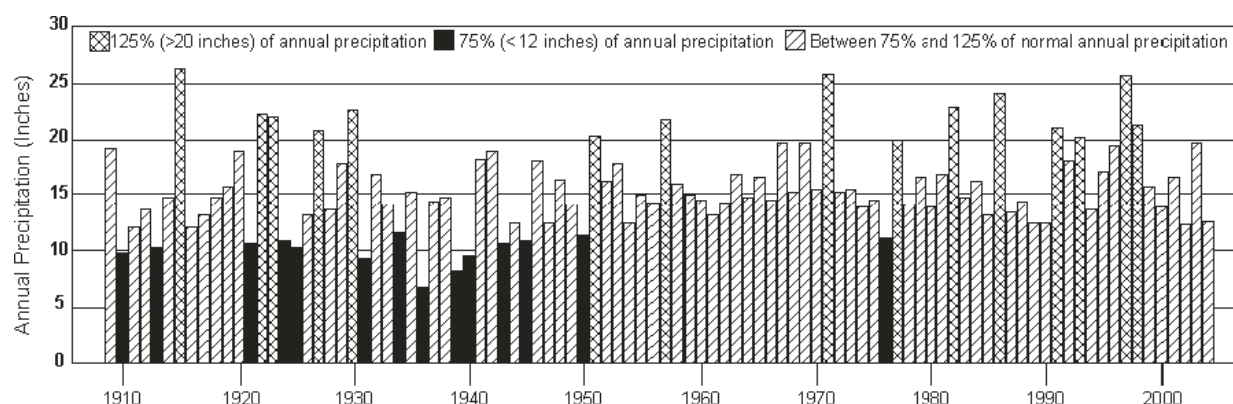 30
125% (>20 inches) of annual precipitation 75% (<12 inches) of annual precipitation Between 75% and 125% of normal annual precipitation
25
20
15
10
5
0
Annual Precipitation (Inches)
1910 1920 1930 1940 1950 1960 1970 1980 1990 2000